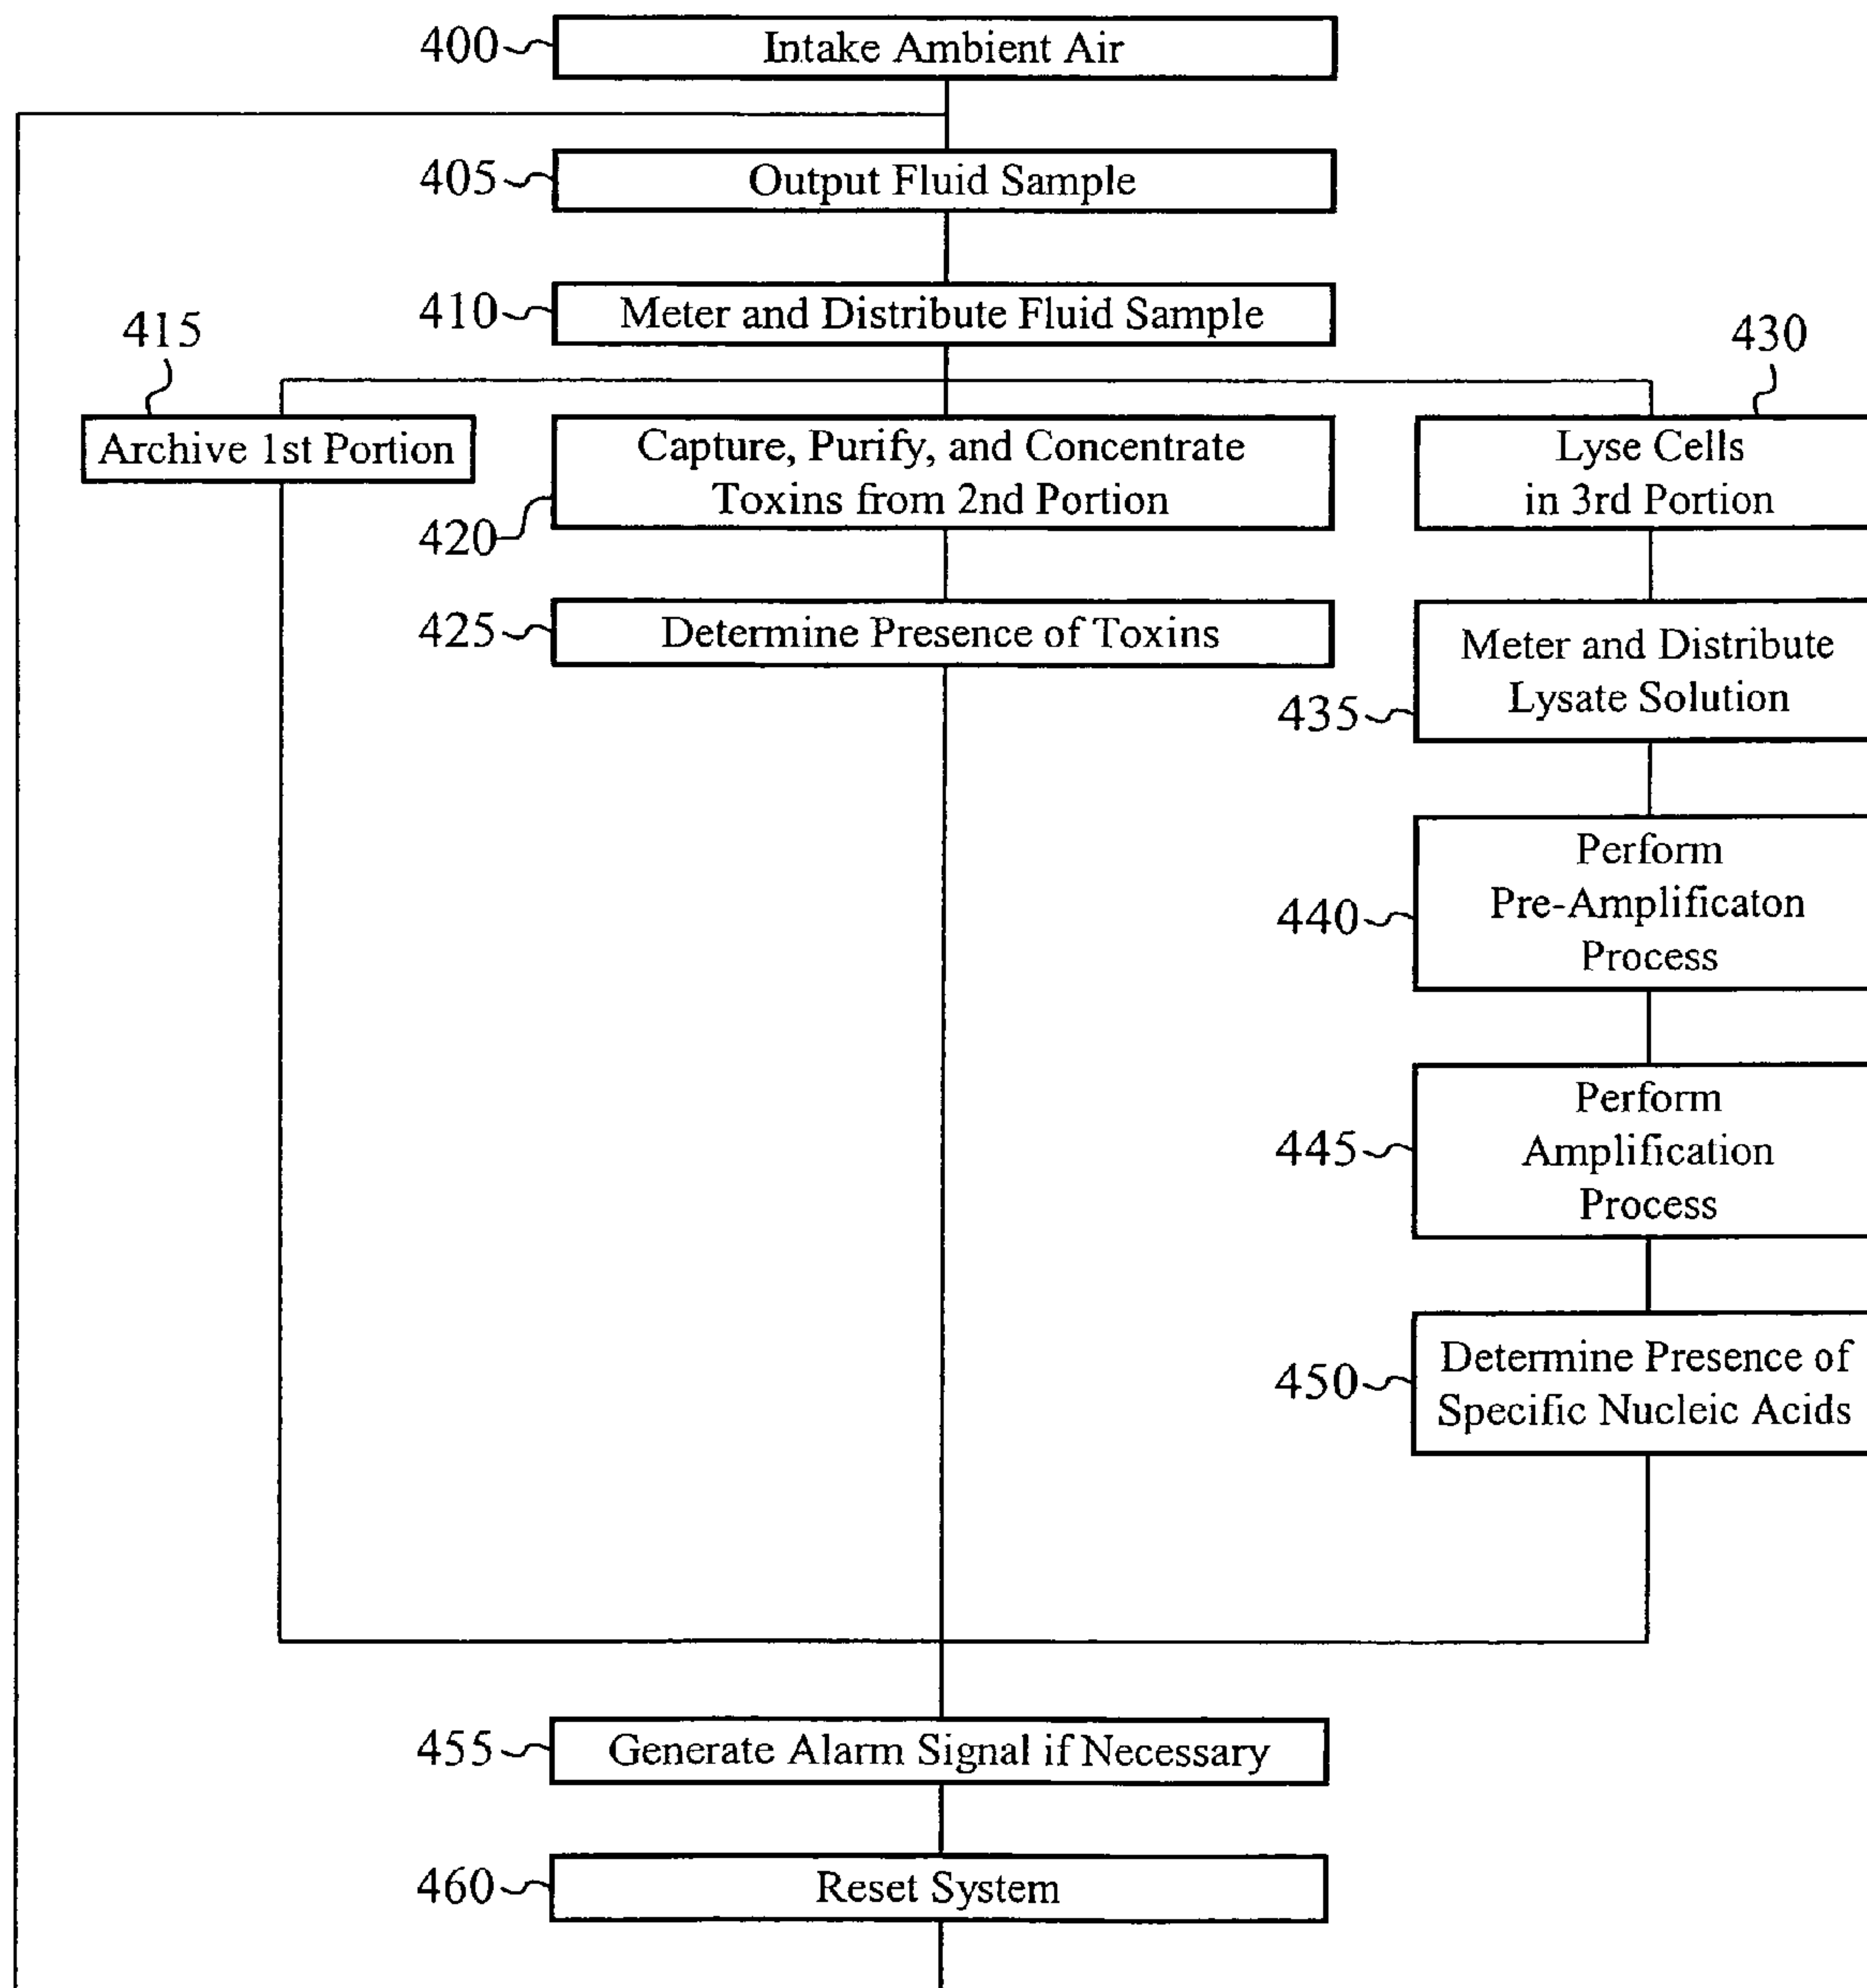 400
Intake Ambient Air
405
Output Fluid Sample
410
Meter and Distribute Fluid Sample
415
Archive 1st Portion
420
Capture, Purify, and Concentrate
Toxins from 2nd Portion
425
Determine Presence of Toxins
430
Lyse Cells
in 3rd Portion
435
Meter and Distribute
Lysate Solution
440
Perform
Pre-Amplificaton
Process
445
Perform
Amplification
Process
450
Determine Presence of
Specific Nucleic Acids
455
Generate Alarm Signal if Necessary
460
Reset System